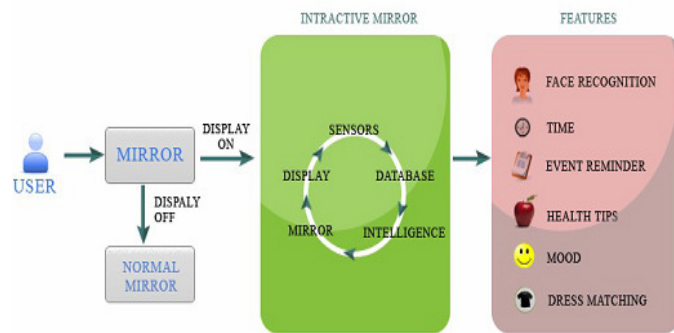 INTRACTIVE MIRROR
FEATURES
USER
MIRROR
DISPLAY
ON
DISPALY
OFF
NORMAL
MIRROR
SENSORS
DATABASE
INTELLIGENCE
MIRROR
DISPLAY
FACE RECOGNITION
TIME
EVENT REMINDER
HEALTH TIPS
MOOD
DRESS MATCHING